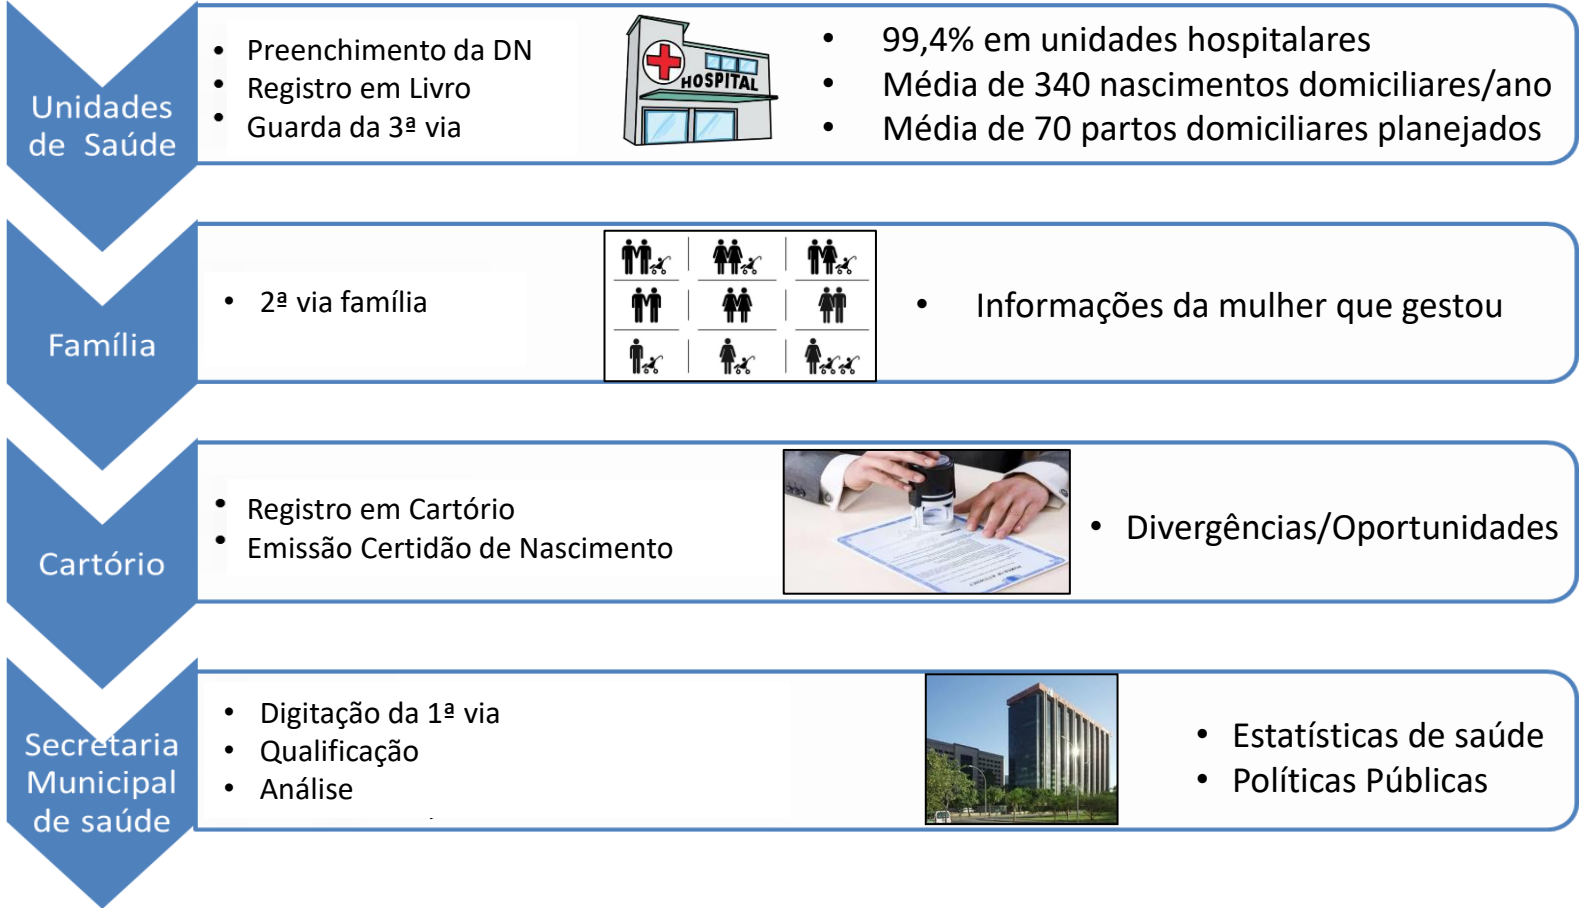 Unidades
de Saúde
• Preenchimento da DN
• Registro em Livro
• Guarda da 3ª via
HOSPITAL
• 99,4% em unidades hospitalares
• Média de 340 nascimentos domiciliares/ano
• Média de 70 partos domiciliares planejados
Família
• 2ª via família
• Informações da mulher que gestou
Cartório
• Registro em Cartório
• Emissão Certidão de Nascimento
POWER OF ATTORNEY
• Divergências/Oportunidades
Secretaria
Municipal
de saúde
• Digitação da 1ª via
• Qualificação
• Análise
• Estatísticas de saúde
• Políticas Públicas